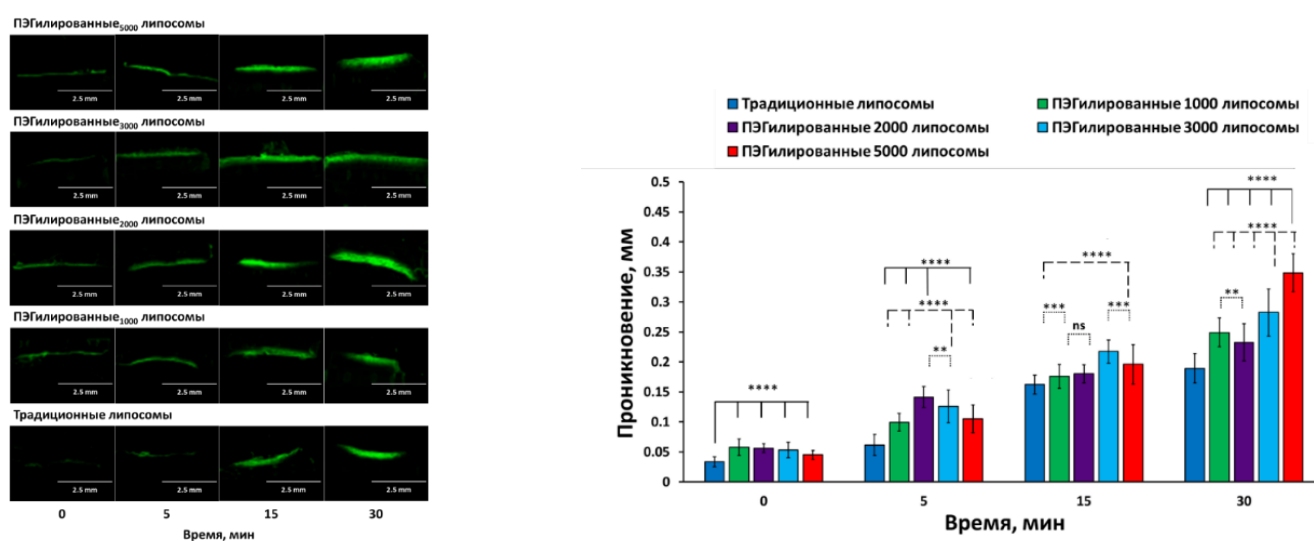 ПЭГилированные5000 липосомы
2.5 mm 2.5 mm 2.5 mm 2.5 mm
ПЭГилированные3000 липосомы
2.5 mm 2.5 mm 2.5 mm 2.5 mm
ПЭГилированные2000 липосомы
2.5 mm 2.5 mm 2.5 mm 2.5 mm
ПЭГилированные1000 липосомы
2.5 mm 2.5 mm 2.5 mm 2.5 mm
Традиционные липосомы
2.5 mm 2.5 mm 2.5 mm 2.5 mm
0 5 15 30
Время, мин
Традиционные липосомы
ПЭГилированные 1000 липосомы
ПЭГилированные 2000 липосомы
ПЭГилированные 3000 липосомы
ПЭГилированные 5000 липосомы
Проникновение, мм
0.5
0.45
0.4
0.35
0.3
0.25
0.2
0.15
0.1
0.05
0
****
****
****
**
****
***
ns
***
****
****
**
0 5 15 30
Время, мин